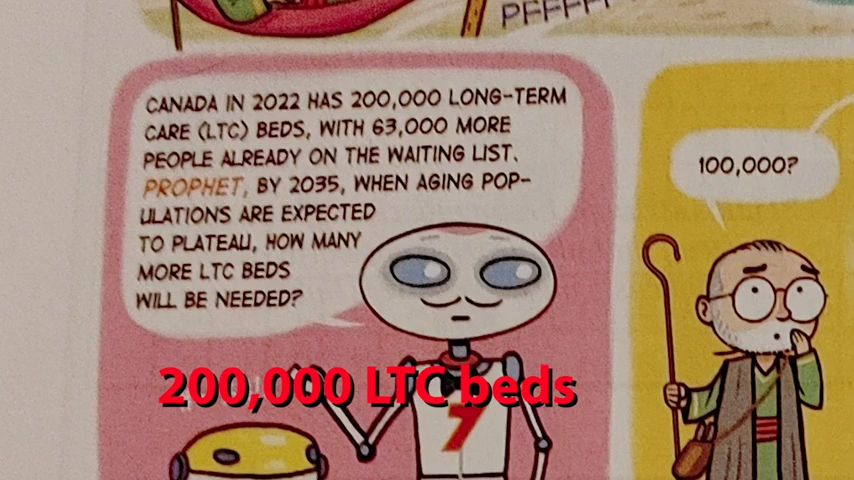 PFFFFF
CANADA IN 2022 HAS 200,000 LONG-TERM
CARE (LTC) BEDS, WITH 63,000 MORE
PEOPLE ALREADY ON THE WAITING LIST.
PROPHET, BY 2035, WHEN AGING POP-
ULATIONS ARE EXPECTED
TO PLATEAU, HOW MANY
MORE LTC BEDS
WILL BE NEEDED?
100,000?
200,000 LTC beds
7